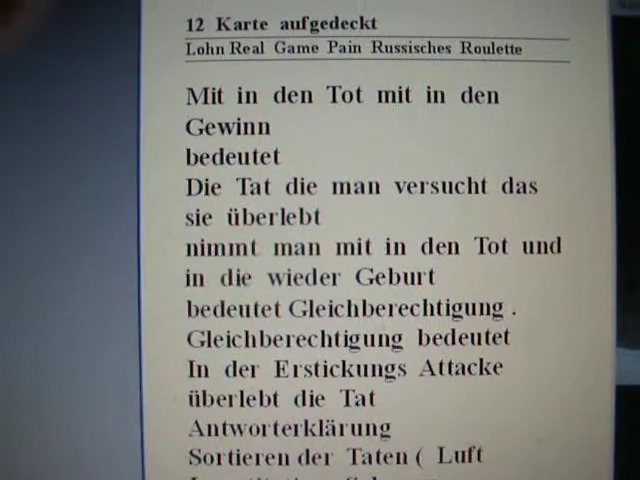 12 Karte aufgedeckt
Lohn Real Game Pain Russisches Roulette
Mit in den Tot mit in den
Gewinn
bedeutet
Die Tat die man versucht das
sie überlebt
nimmt man mit in den Tot und
in die wieder Geburt
bedeutet Gleichberechtigung .
Gleichberechtigung bedeutet
In der Erstickungs Attacke
überlebt die Tat
Antworterklärung
Sortieren der Taten ( Luft